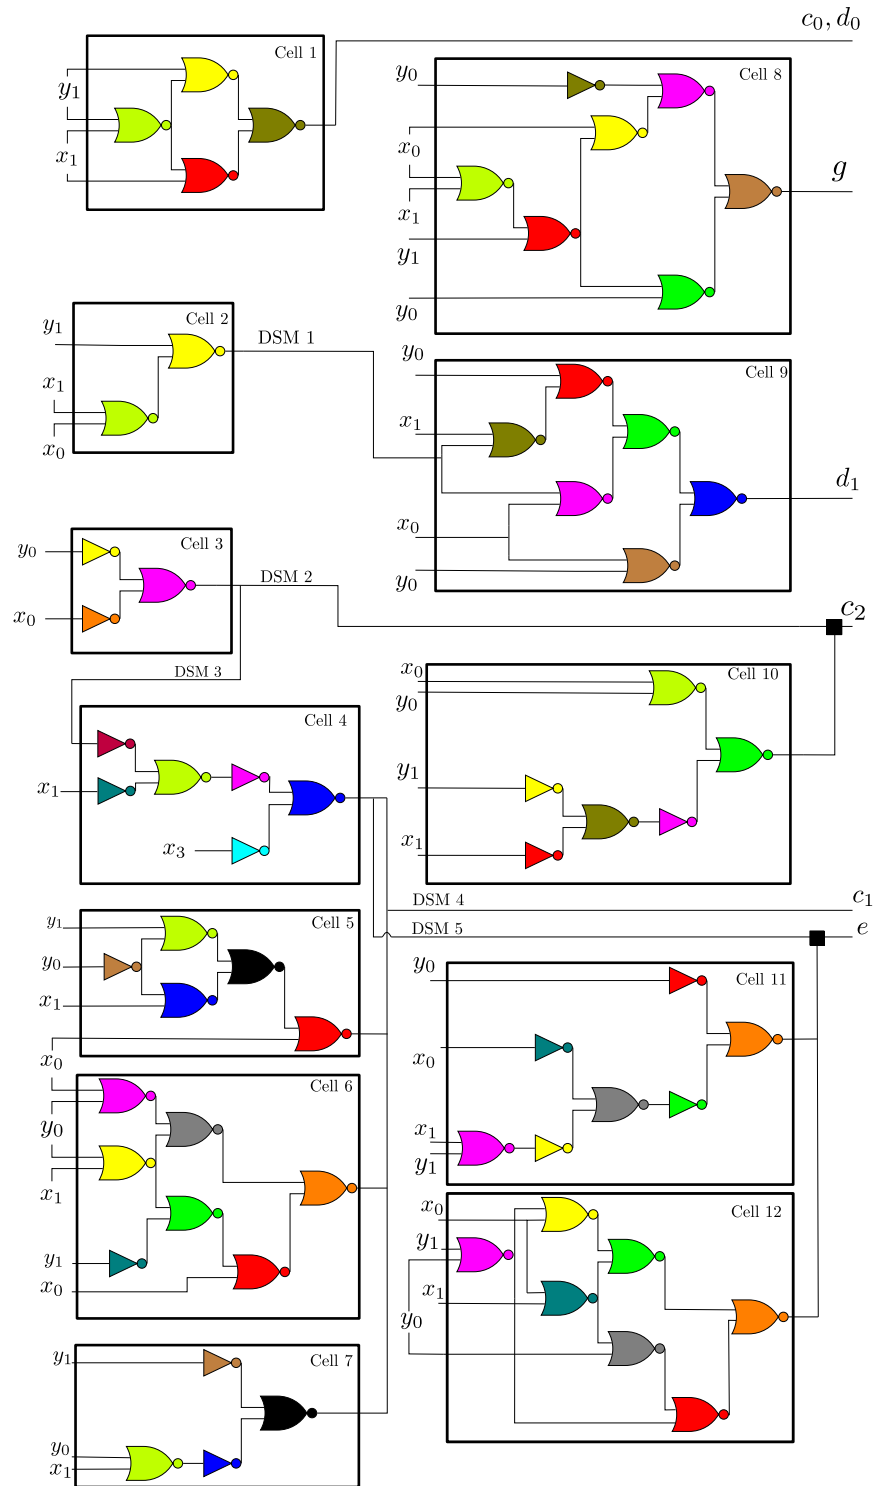 c₀, d₀
Cell 1
y₁
x₁
Cell 8
y₀
x₀
x₁
y₁
y₀
g
Cell 2
y₁
x₁
x₀
DSM 1
Cell 9
y₀
x₁
x₀
y₀
d₁
Cell 3
y₀
x₀
DSM 2
c₂
DSM 3
Cell 4
x₁
x₃
Cell 10
x₀
y₀
y₁
x₁
DSM 4
c₁
DSM 5
e
Cell 5
y₁
y₀
x₁
x₀
Cell 11
y₀
x₀
x₁
y₁
Cell 6
y₀
x₁
y₁
x₀
Cell 12
x₀
y₁
x₁
y₀
Cell 7
y₁
y₀
x₁